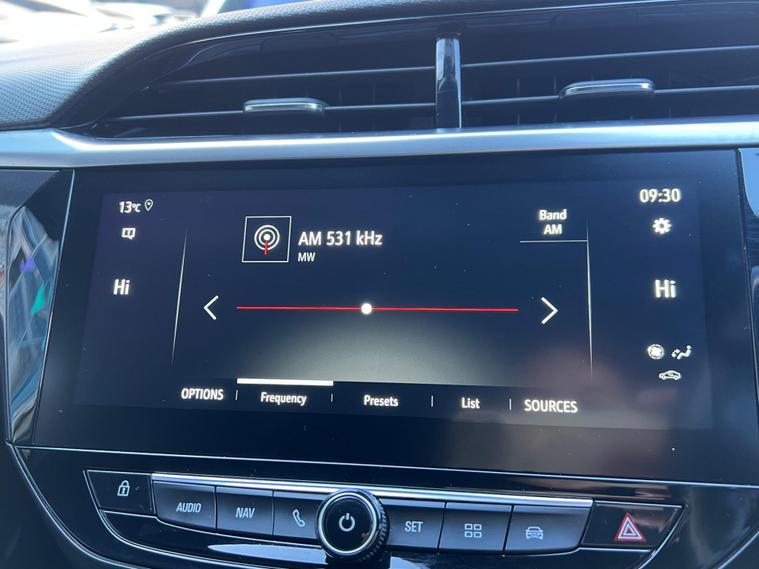 13°C
09:30
AM 531 kHz
MW
Band
AM
Hi
Hi
OPTIONS
Frequency
Presets
List
SOURCES
AUDIO
NAV
SET